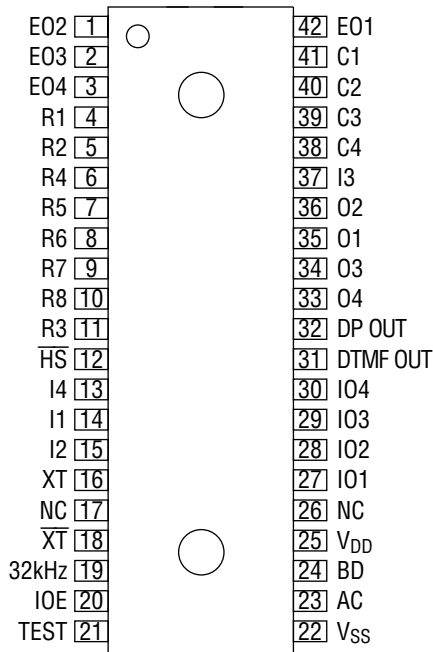 EO2 1 42 EO1
EO3 2 41 C1
EO4 3 40 C2
R1 4 39 C3
R2 5 38 C4
R4 6 37 I3
R5 7 36 O2
R6 8 35 O1
R7 9 34 O3
R8 10 33 O4
R3 11 32 DP OUT
H̅S̅ 12 31 DTMF OUT
I4 13 30 IO4
I1 14 29 IO3
I2 15 28 IO2
XT 16 27 IO1
NC 17 26 NC
X̅T̅ 18 25 VDD
32kHz 19 24 BD
IOE 20 23 AC
TEST 21 22 VSS